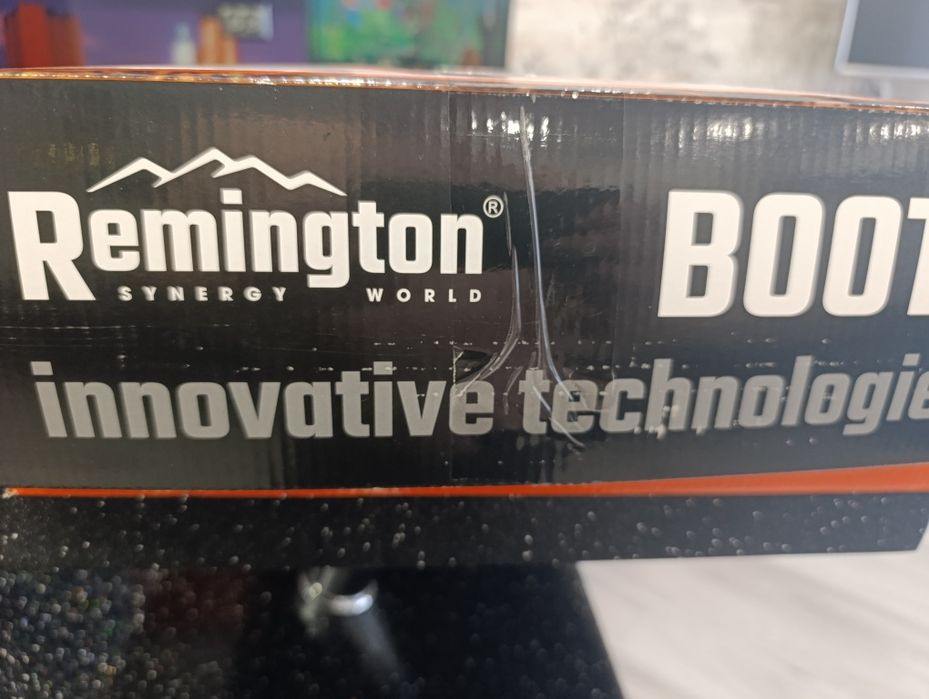 Remington®
SYNERGY WORLD
BOOT
innovative technologie